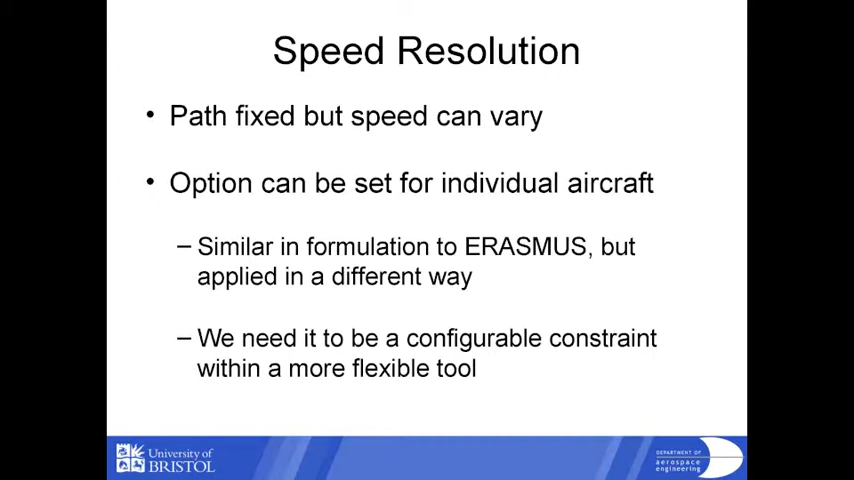 Speed Resolution
• Path fixed but speed can vary
• Option can be set for individual aircraft
– Similar in formulation to ERASMUS, but
applied in a different way
– We need it to be a configurable constraint
within a more flexible tool
University of
BRISTOL
DEPARTMENT OF
aerospace
engineering